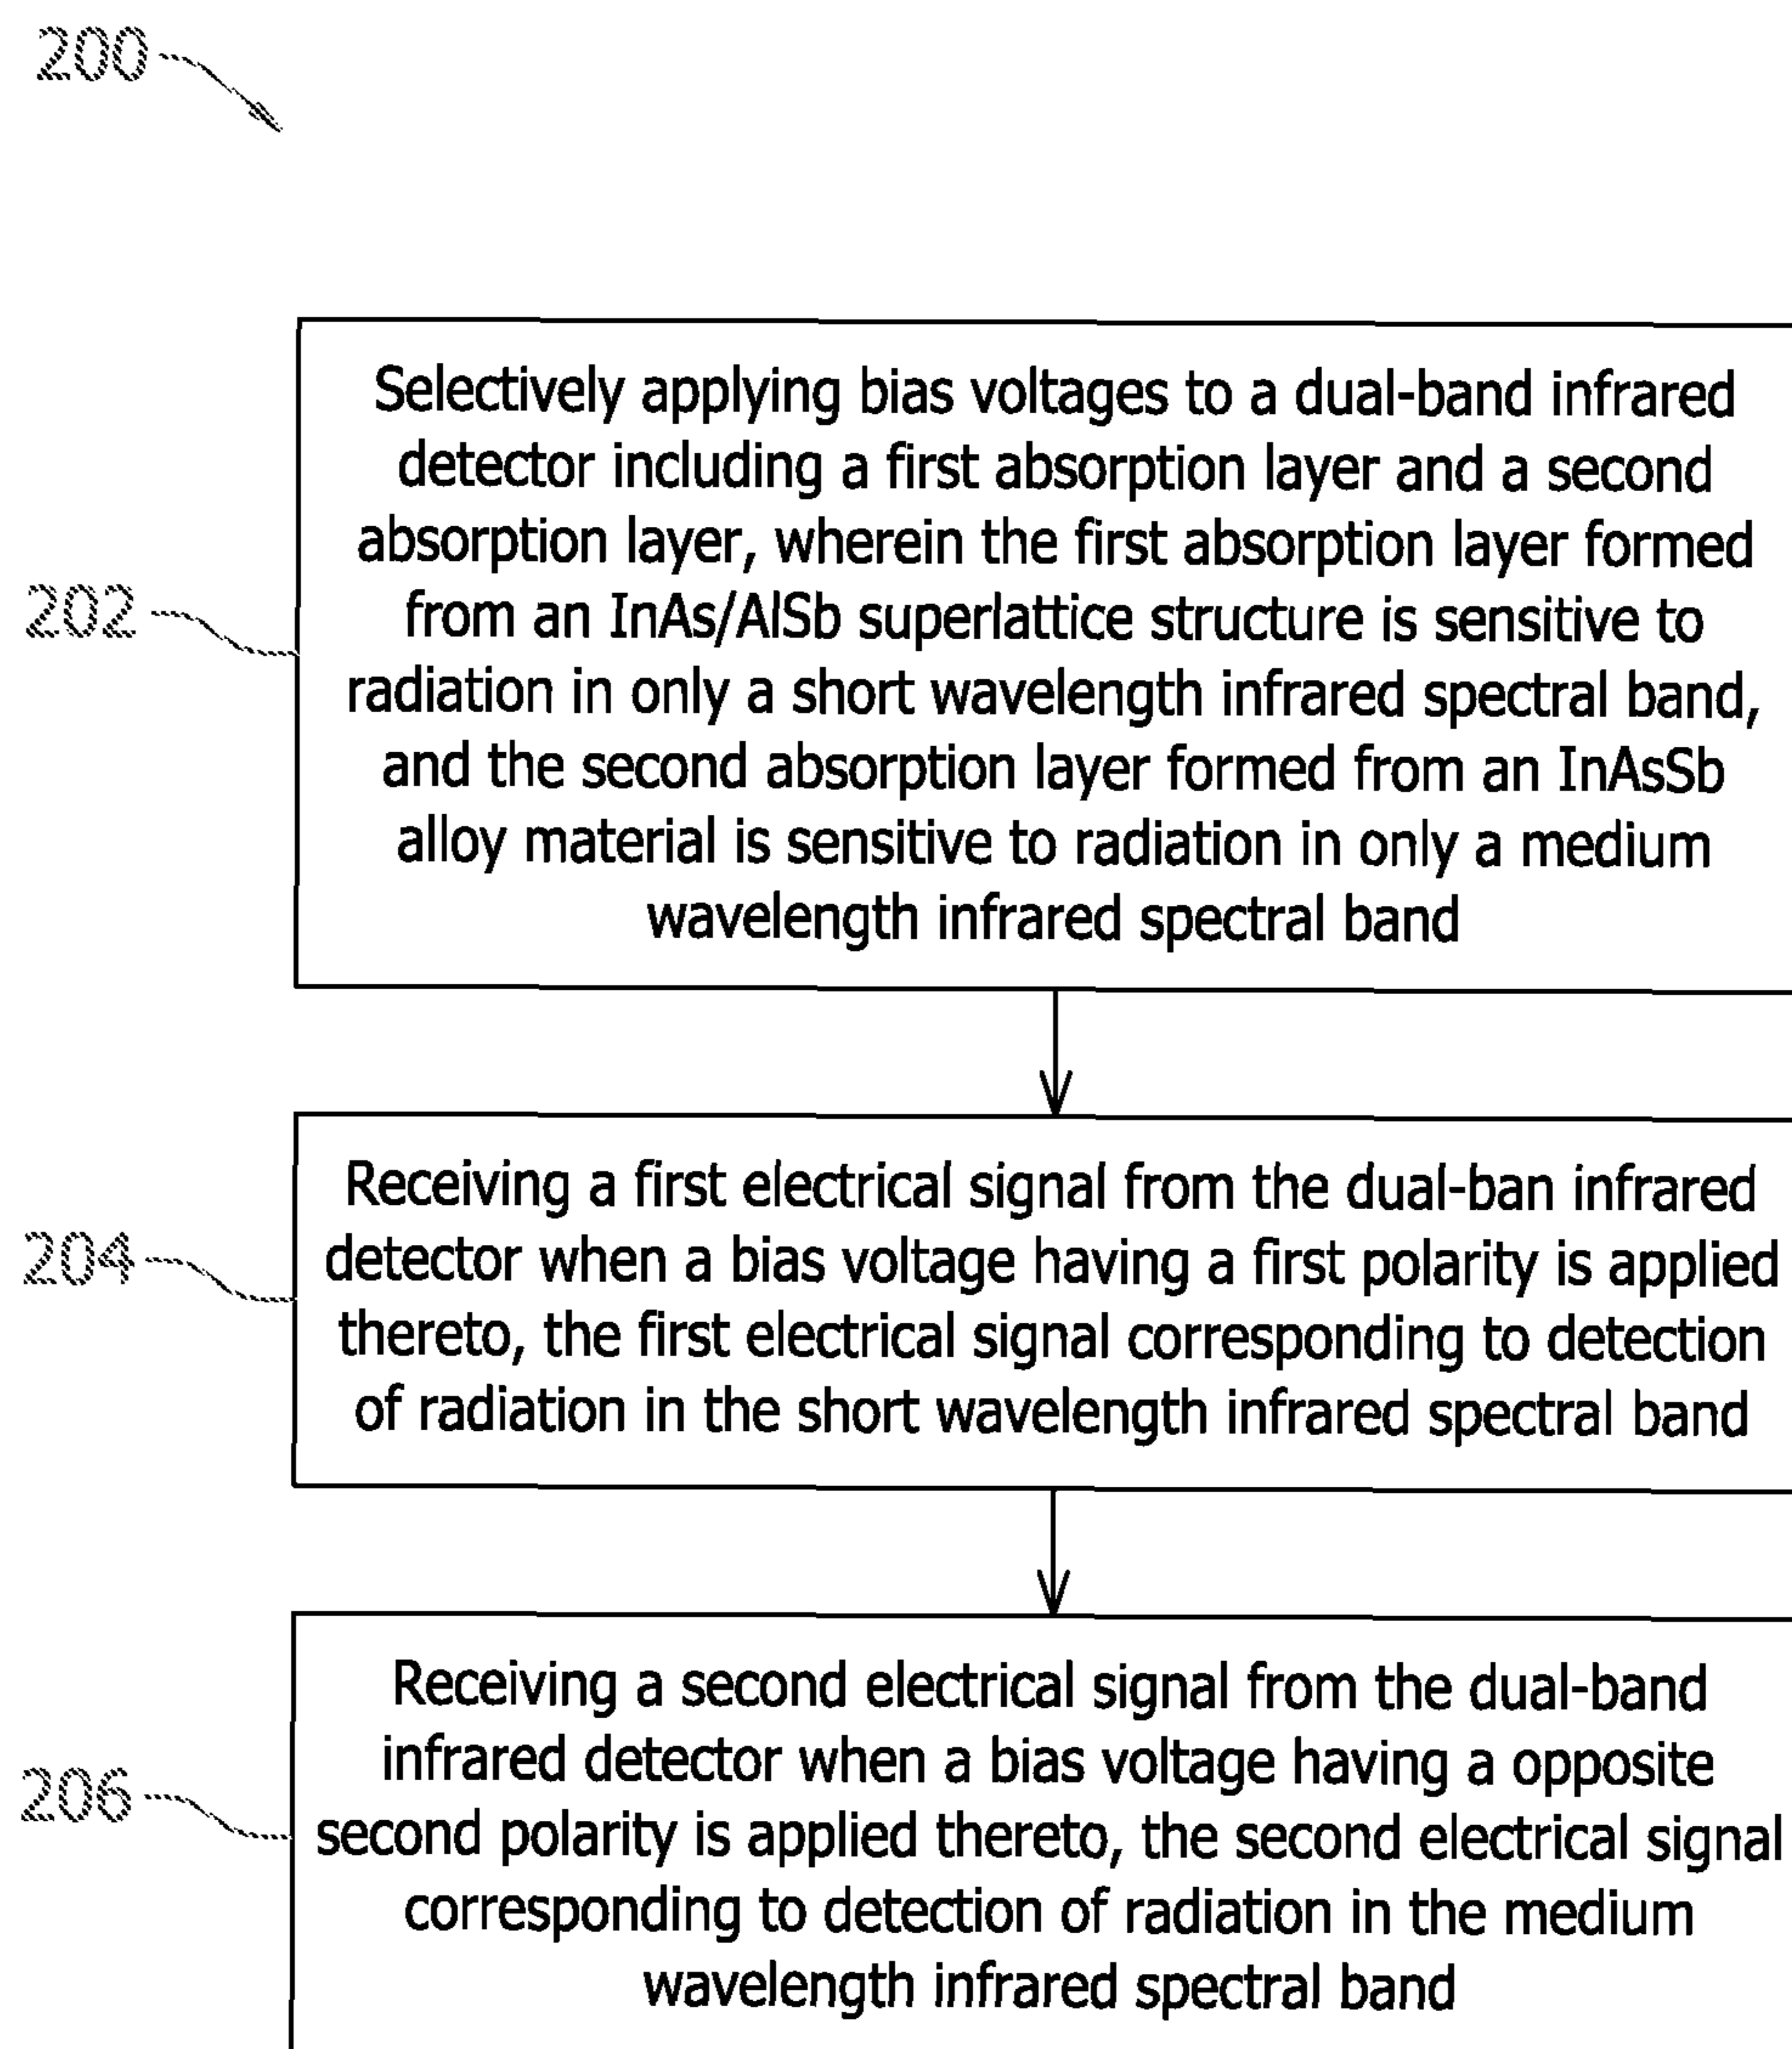 200
202
Selectively applying bias voltages to a dual-band infrared
detector including a first absorption layer and a second
absorption layer, wherein the first absorption layer formed
from an InAs/AlSb superlattice structure is sensitive to
radiation in only a short wavelength infrared spectral band,
and the second absorption layer formed from an InAsSb
alloy material is sensitive to radiation in only a medium
wavelength infrared spectral band
204
Receiving a first electrical signal from the dual-ban infrared
detector when a bias voltage having a first polarity is applied
thereto, the first electrical signal corresponding to detection
of radiation in the short wavelength infrared spectral band
206
Receiving a second electrical signal from the dual-band
infrared detector when a bias voltage having a opposite
second polarity is applied thereto, the second electrical signal
corresponding to detection of radiation in the medium
wavelength infrared spectral band